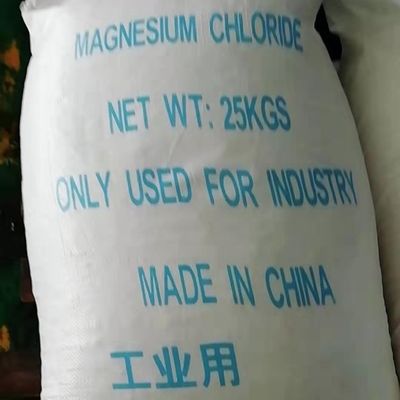 MAGNESIUM CHLORIDE
NET WT: 25KGS
ONLY USED FOR INDUSTRY
MADE IN CHINA
工业用